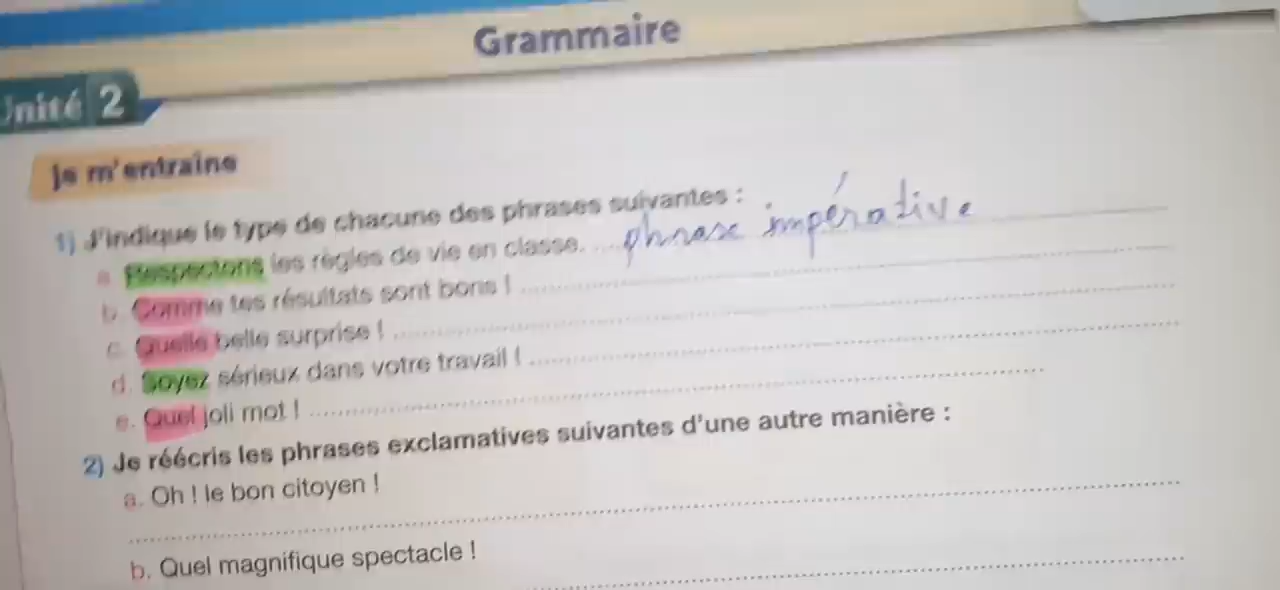 Grammaire
Unité 2
Je m'entraine
1) J'indique le type de chacune des phrases suivantes :
a. Respectons les règles de vie en classe. phrase impérative
b. Comme tes résultats sont bons !
c. Quelle belle surprise !
d. Soyez sérieux dans votre travail !
e. Quel joli mot !
2) Je réécris les phrases exclamatives suivantes d'une autre manière :
a. Oh ! le bon citoyen !
b. Quel magnifique spectacle !